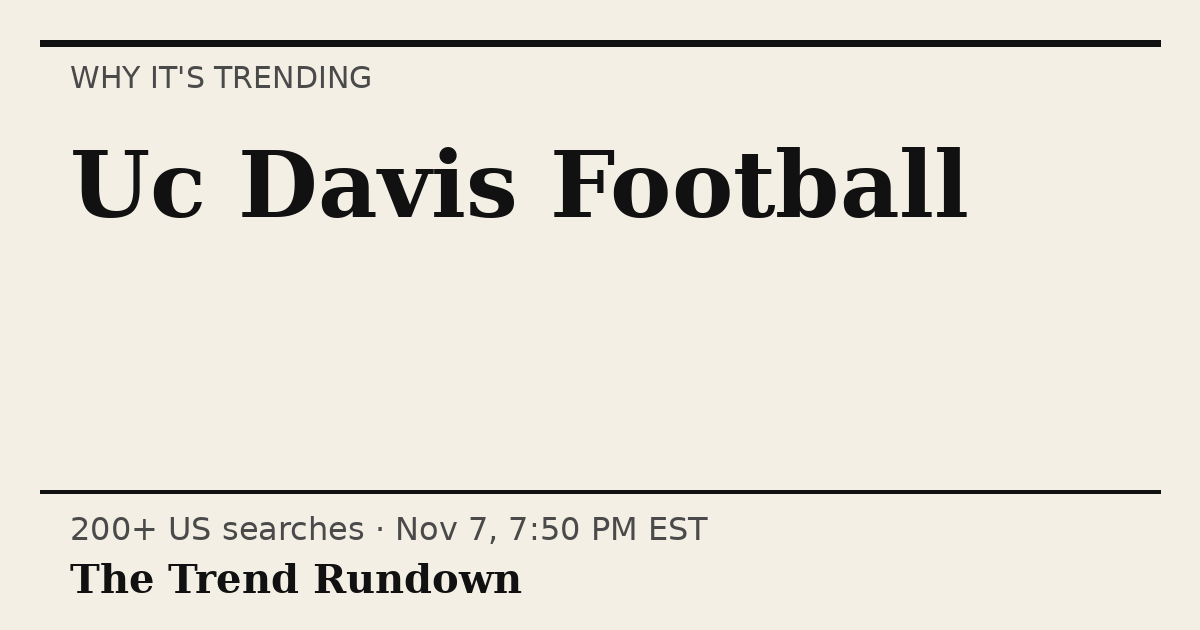 WHY IT'S TRENDING
Uc Davis Football
200+ US searches · Nov 7, 7:50 PM EST
The Trend Rundown